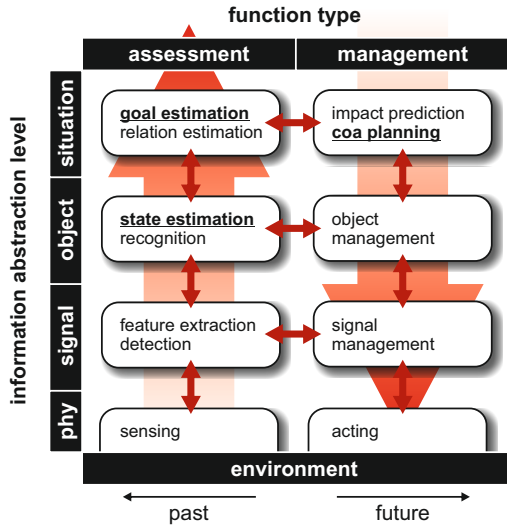 function type
assessment
management
information abstraction level
situation
goal estimation
relation estimation
impact prediction
coa planning
object
state estimation
recognition
object
management
signal
feature extraction
detection
signal
management
phy
sensing
acting
environment
past
future